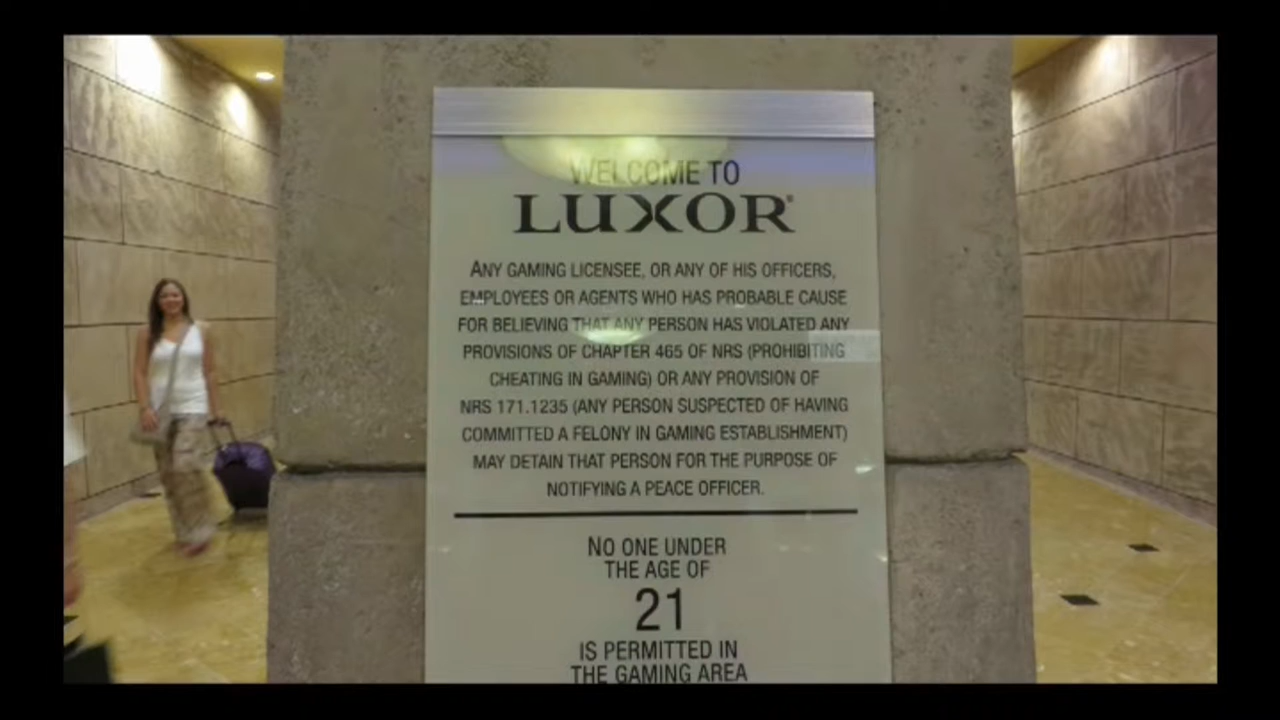 WELCOME TO
LUXOR®
ANY GAMING LICENSEE, OR ANY OF HIS OFFICERS,
EMPLOYEES OR AGENTS WHO HAS PROBABLE CAUSE
FOR BELIEVING THAT ANY PERSON HAS VIOLATED ANY
PROVISIONS OF CHAPTER 465 OF NRS (PROHIBITING
CHEATING IN GAMING) OR ANY PROVISION OF
NRS 171.1235 (ANY PERSON SUSPECTED OF HAVING
COMMITTED A FELONY IN GAMING ESTABLISHMENT)
MAY DETAIN THAT PERSON FOR THE PURPOSE OF
NOTIFYING A PEACE OFFICER.
NO ONE UNDER
THE AGE OF
21
IS PERMITTED IN
THE GAMING AREA